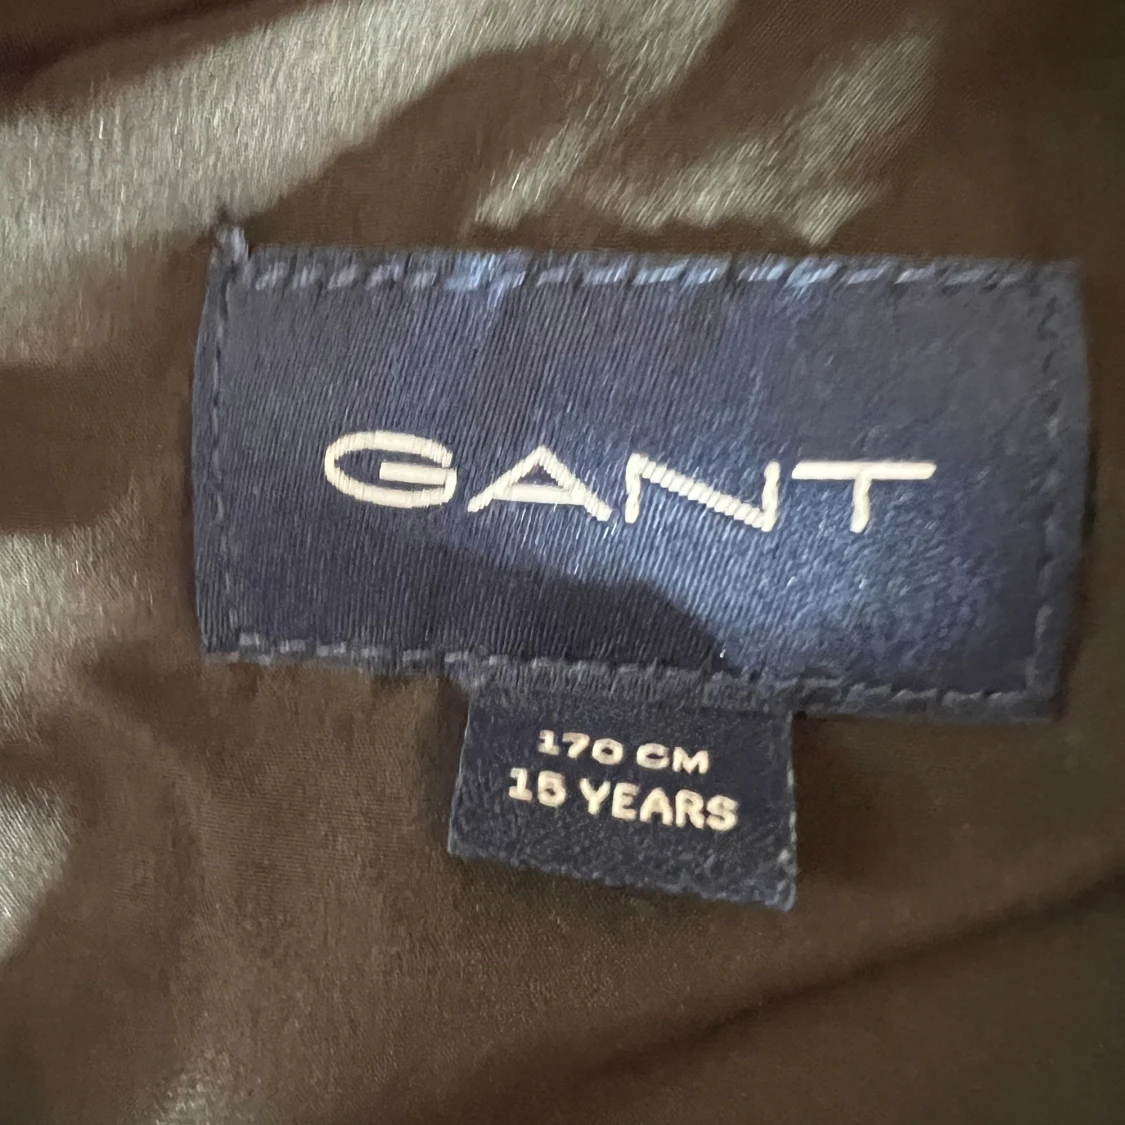 GANT
170 CM
15 YEARS